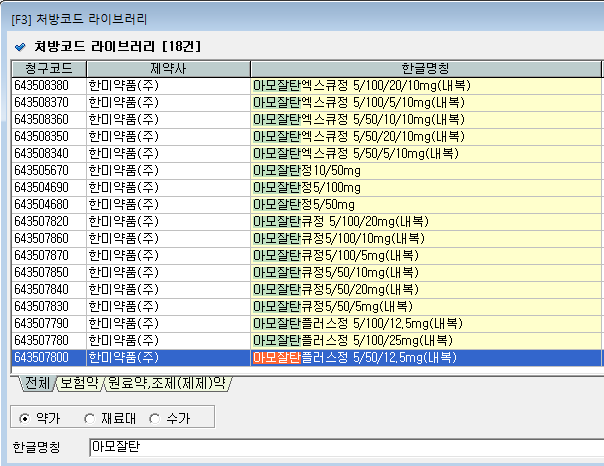 [F3] 처방코드 라이브러리
처방코드 라이브러리 [18건]
청구코드 제약사 한글명칭
643508380 한미약품(주) 아모잘탄엑스큐정 5/100/20/10mg(내복)
643508370 한미약품(주) 아모잘탄엑스큐정 5/100/5/10mg(내복)
643508360 한미약품(주) 아모잘탄엑스큐정 5/50/10/10mg(내복)
643508350 한미약품(주) 아모잘탄엑스큐정 5/50/20/10mg(내복)
643508340 한미약품(주) 아모잘탄엑스큐정 5/50/5/10mg(내복)
643505670 한미약품(주) 아모잘탄정10/50mg
643504690 한미약품(주) 아모잘탄정5/100mg
643504680 한미약품(주) 아모잘탄정5/50mg
643507820 한미약품(주) 아모잘탄큐정 5/100/20mg(내복)
643507860 한미약품(주) 아모잘탄큐정5/100/10mg(내복)
643507870 한미약품(주) 아모잘탄큐정5/100/5mg(내복)
643507850 한미약품(주) 아모잘탄큐정5/50/10mg(내복)
643507840 한미약품(주) 아모잘탄큐정5/50/20mg(내복)
643507830 한미약품(주) 아모잘탄큐정5/50/5mg(내복)
643507790 한미약품(주) 아모잘탄플러스정 5/100/12.5mg(내복)
643507780 한미약품(주) 아모잘탄플러스정 5/100/25mg(내복)
643507800 한미약품(주) 아모잘탄플러스정 5/50/12.5mg(내복)
전체 보험약 원료약,조제(제제)약
약가 재료대 수가
한글명칭 아모잘탄